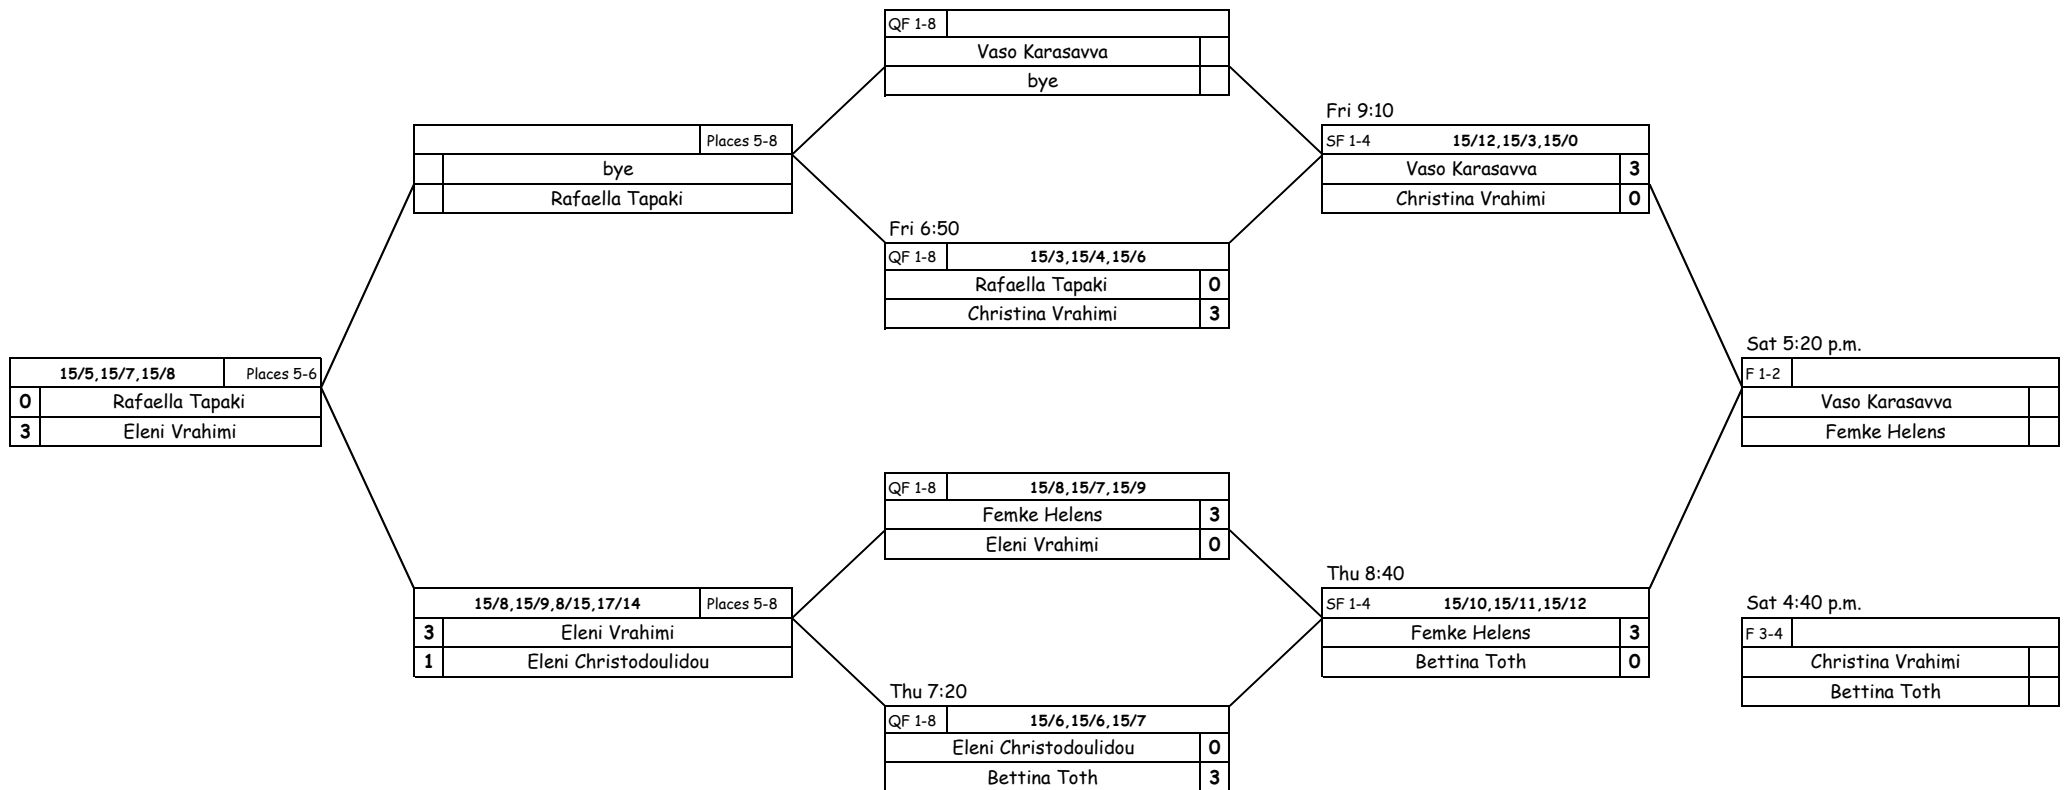 QF 1-8
Vaso Karasavva
bye
Fri 9:10
Places 5-8
SF 1-4 15/12,15/3,15/0
bye
Vaso Karasavva 3
Rafaella Tapaki
Christina Vrahimi 0
Fri 6:50
QF 1-8 15/3,15/4,15/6
Rafaella Tapaki 0
Christina Vrahimi 3
Sat 5:20 p.m.
15/5,15/7,15/8 Places 5-6
F 1-2
0 Rafaella Tapaki
Vaso Karasavva
3 Eleni Vrahimi
Femke Helens
QF 1-8 15/8,15/7,15/9
Femke Helens 3
Eleni Vrahimi 0
Thu 8:40
15/8,15/9,8/15,17/14 Places 5-8
SF 1-4 15/10,15/11,15/12
Sat 4:40 p.m.
3 Eleni Vrahimi
Femke Helens 3
F 3-4
1 Eleni Christodoulidou
Bettina Toth 0
Christina Vrahimi
Thu 7:20
Bettina Toth
QF 1-8 15/6,15/6,15/7
Eleni Christodoulidou 0
Bettina Toth 3